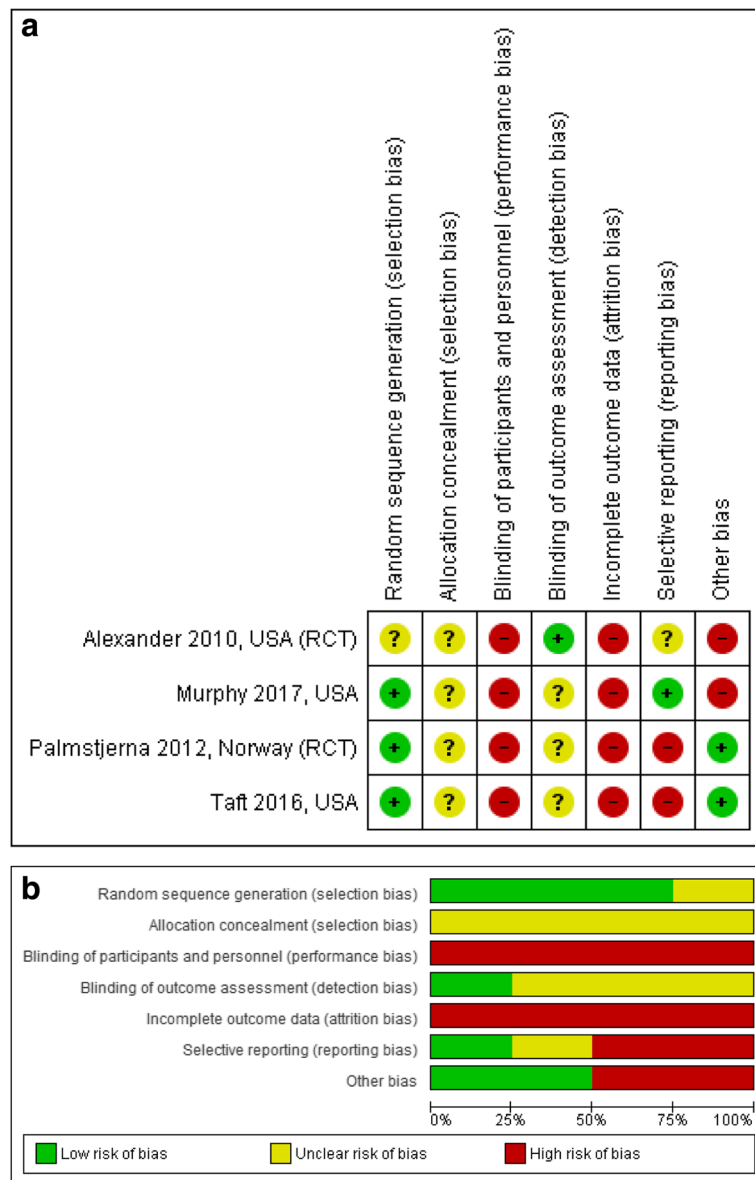 a
Random sequence generation (selection bias)
Allocation concealment (selection bias)
Blinding of participants and personnel (performance bias)
Blinding of outcome assessment (detection bias)
Incomplete outcome data (attrition bias)
Selective reporting (reporting bias)
Other bias
Alexander 2010, USA (RCT) ? ? - + - ? -
Murphy 2017, USA + ? - ? - + -
Palmstjerna 2012, Norway (RCT) + ? - ? - - +
Taft 2016, USA + ? - ? - - +
b
Random sequence generation (selection bias)
Allocation concealment (selection bias)
Blinding of participants and personnel (performance bias)
Blinding of outcome assessment (detection bias)
Incomplete outcome data (attrition bias)
Selective reporting (reporting bias)
Other bias
0% 25% 50% 75% 100%
Low risk of bias Unclear risk of bias High risk of bias